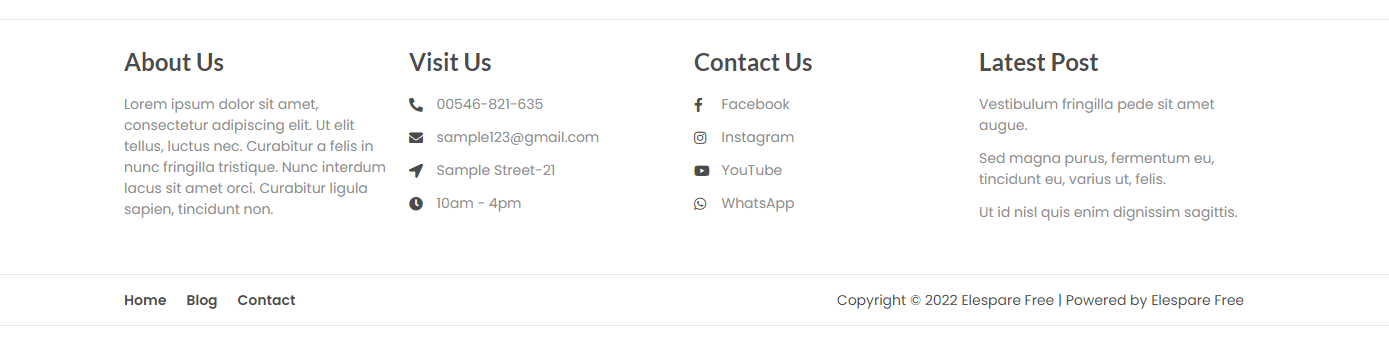 About Us
Lorem ipsum dolor sit amet,
consectetur adipiscing elit. Ut elit
tellus, luctus nec. Curabitur a felis in
nunc fringilla tristique. Nunc interdum
lacus sit amet orci. Curabitur ligula
sapien, tincidunt non.
Visit Us
00546-821-635
sample123@gmail.com
Sample Street-21
10am - 4pm
Contact Us
Facebook
Instagram
YouTube
WhatsApp
Latest Post
Vestibulum fringilla pede sit amet
augue.
Sed magna purus, fermentum eu,
tincidunt eu, varius ut, felis.
Ut id nisl quis enim dignissim sagittis.
Home Blog Contact
Copyright © 2022 Elespare Free | Powered by Elespare Free